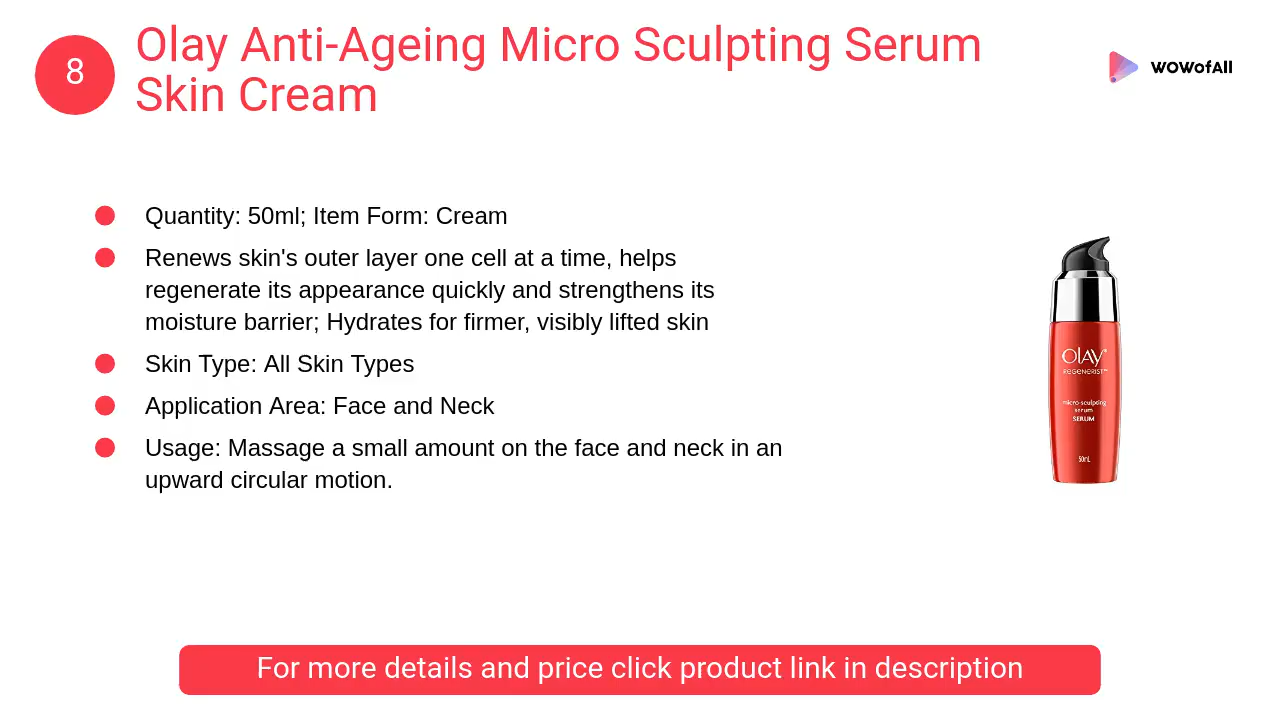 8
Olay Anti-Ageing Micro Sculpting Serum
Skin Cream
WOWofAll
Quantity: 50ml; Item Form: Cream
Renews skin's outer layer one cell at a time, helps
regenerate its appearance quickly and strengthens its
moisture barrier; Hydrates for firmer, visibly lifted skin
Skin Type: All Skin Types
Application Area: Face and Neck
Usage: Massage a small amount on the face and neck in an
upward circular motion.
OLAY
REGENERIST™
micro-sculpting
serum
SERUM
50mL
For more details and price click product link in description